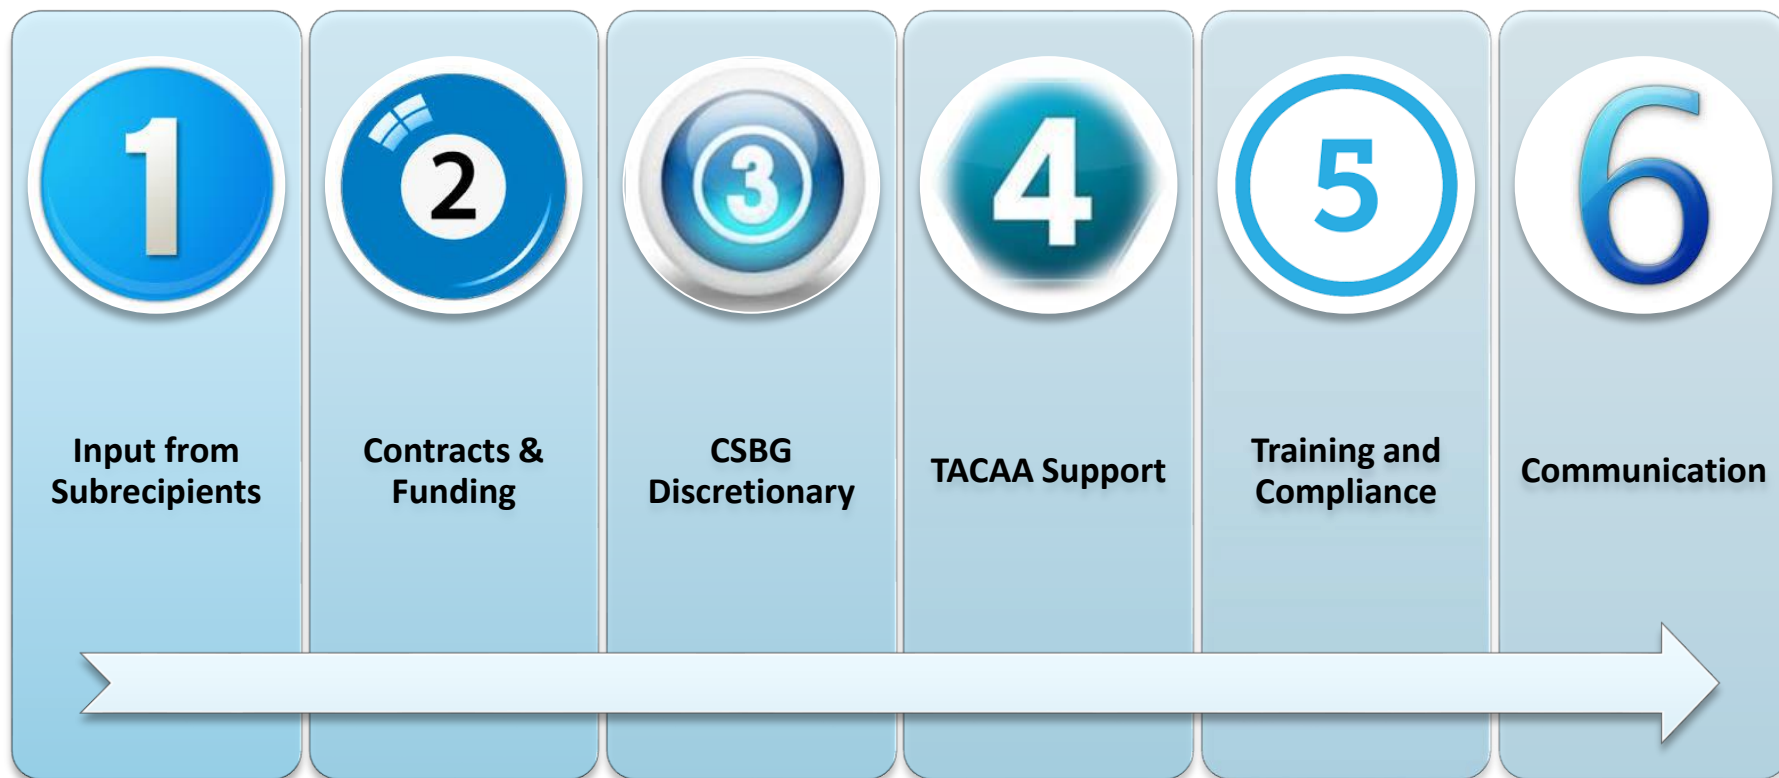 1
2
3
4
5
6
Input from
Subrecipients
Contracts &
Funding
CSBG
Discretionary
TACAA Support
Training and
Compliance
Communication